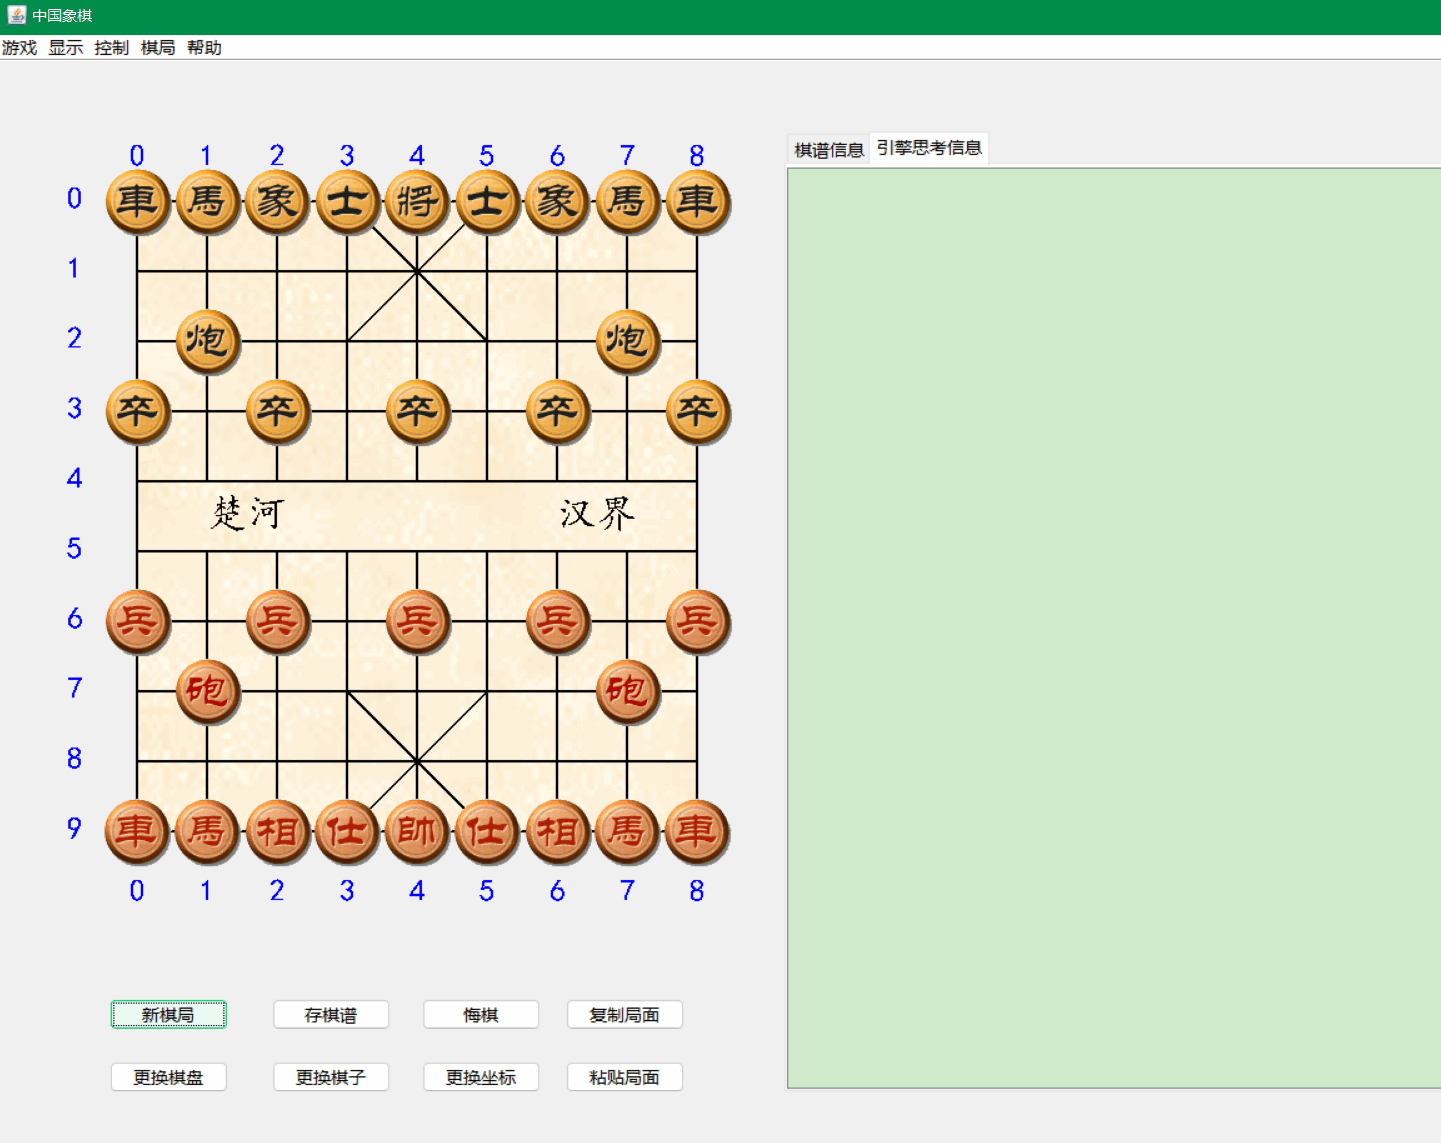 中国象棋
游戏 显示 控制 棋局 帮助
棋谱信息 引擎思考信息
0 1 2 3 4 5 6 7 8
0 車 馬 象 士 將 士 象 馬 車
1
2 炮 炮
3 卒 卒 卒 卒 卒
4
楚河 汉界
5
6 兵 兵 兵 兵 兵
7 砲 砲
8
9 車 馬 相 仕 帥 仕 相 馬 車
0 1 2 3 4 5 6 7 8
新棋局 存棋谱 悔棋 复制局面
更换棋盘 更换棋子 更换坐标 粘贴局面